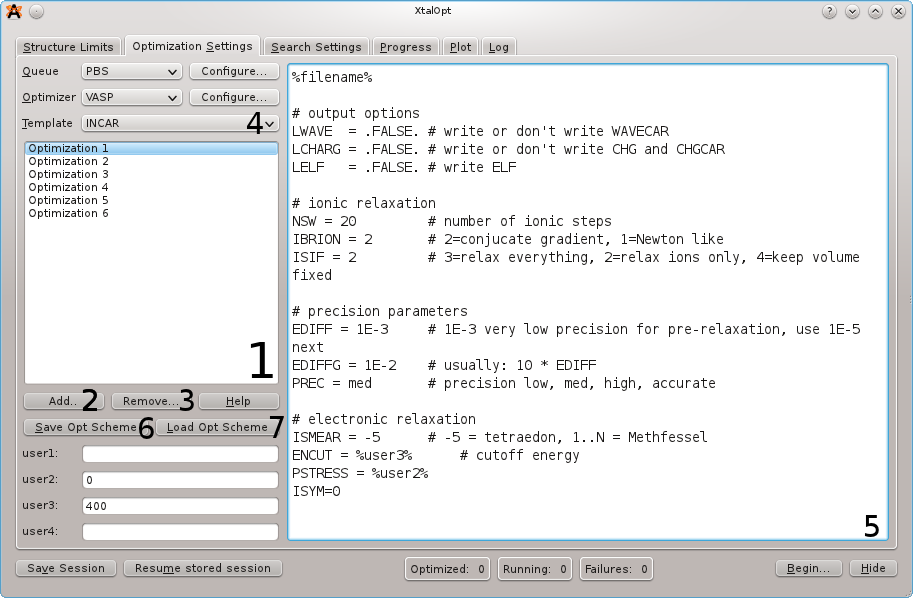 XtalOpt
?
Structure Limits Optimization Settings Search Settings Progress Plot Log
Queue PBS Configure...
Optimizer VASP Configure...
Template INCAR 4
Optimization 1
Optimization 2
Optimization 3
Optimization 4
Optimization 5
Optimization 6
1
Add.. 2 Remove... 3 Help
Save Opt Scheme 6 Load Opt Scheme 7
user1:
user2: 0
user3: 400
user4:
%filename%
# output options
LWAVE = .FALSE. # write or don't write WAVECAR
LCHARG = .FALSE. # write or don't write CHG and CHGCAR
LELF = .FALSE. # write ELF
# ionic relaxation
NSW = 20 # number of ionic steps
IBRION = 2 # 2=conjucate gradient, 1=Newton like
ISIF = 2 # 3=relax everything, 2=relax ions only, 4=keep volume
fixed
# precision parameters
EDIFF = 1E-3 # 1E-3 very low precision for pre-relaxation, use 1E-5
next
EDIFFG = 1E-2 # usually: 10 * EDIFF
PREC = med # precision low, med, high, accurate
# electronic relaxation
ISMEAR = -5 # -5 = tetraedon, 1..N = Methfessel
ENCUT = %user3% # cutoff energy
PSTRESS = %user2%
ISYM=0
5
Save Session Resume stored session Optimized: 0 Running: 0 Failures: 0 Begin... Hide